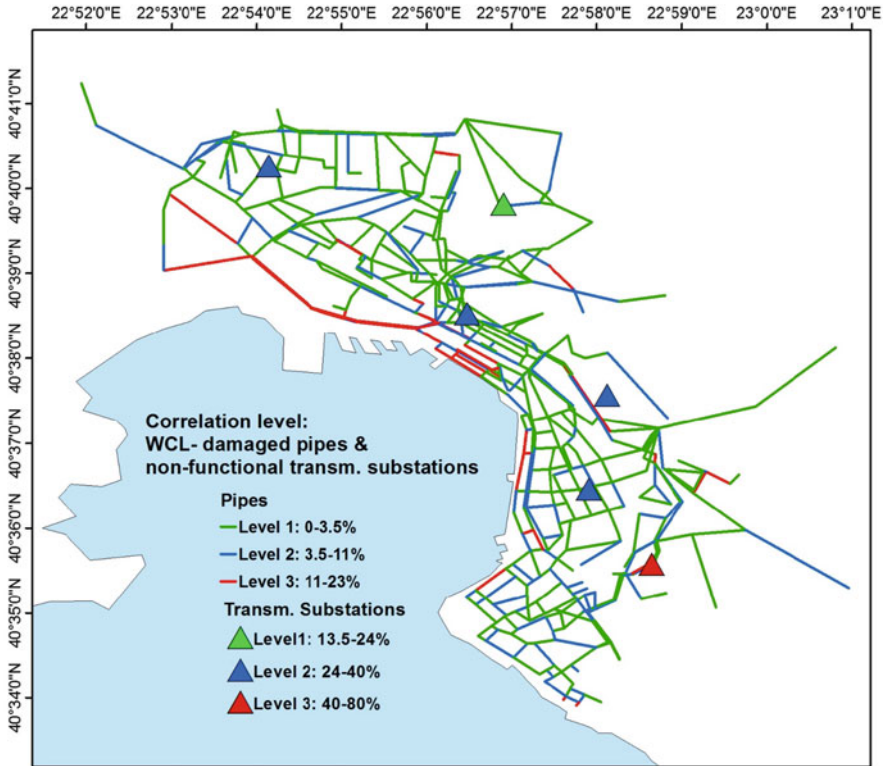 22°52'0"E 22°53'0"E 22°54'0"E 22°55'0"E 22°56'0"E 22°57'0"E 22°58'0"E 22°59'0"E 23°0'0"E 23°1'0"E
40°41'0"N
40°40'0"N
40°39'0"N
40°38'0"N
40°37'0"N
40°36'0"N
40°35'0"N
40°34'0"N
Correlation level:
WCL- damaged pipes &
non-functional transm. substations
Pipes
Level 1: 0-3.5%
Level 2: 3.5-11%
Level 3: 11-23%
Transm. Substations
Level1: 13.5-24%
Level 2: 24-40%
Level 3: 40-80%